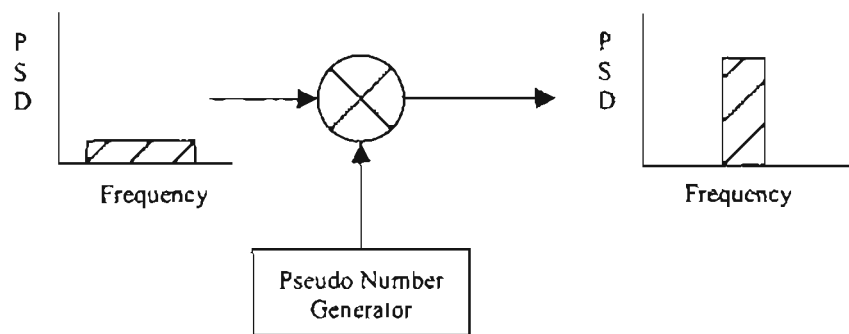 P
S
D
Frequency
Pseudo Number
Generator
P
S
D
Frequency